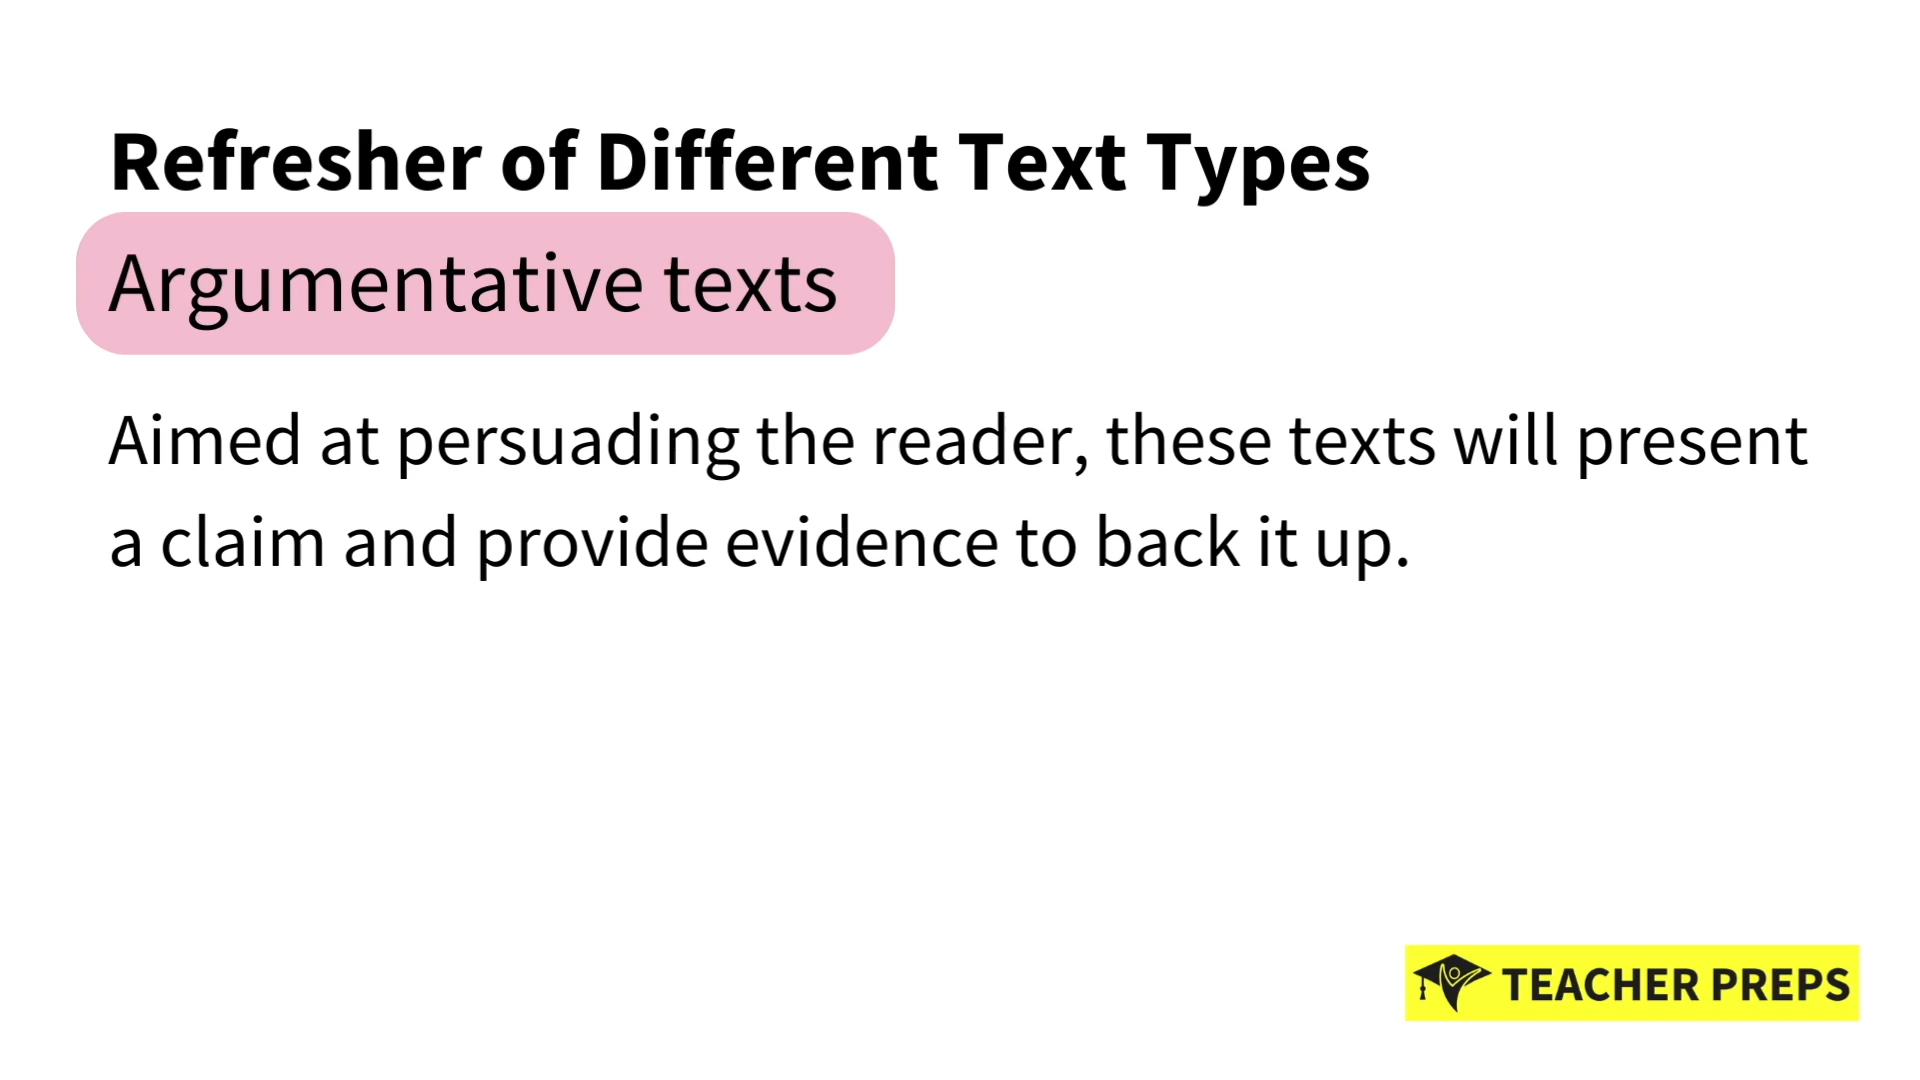 Refresher of Different Text Types
Argumentative texts
Aimed at persuading the reader, these texts will present
a claim and provide evidence to back it up.
TEACHER PREPS